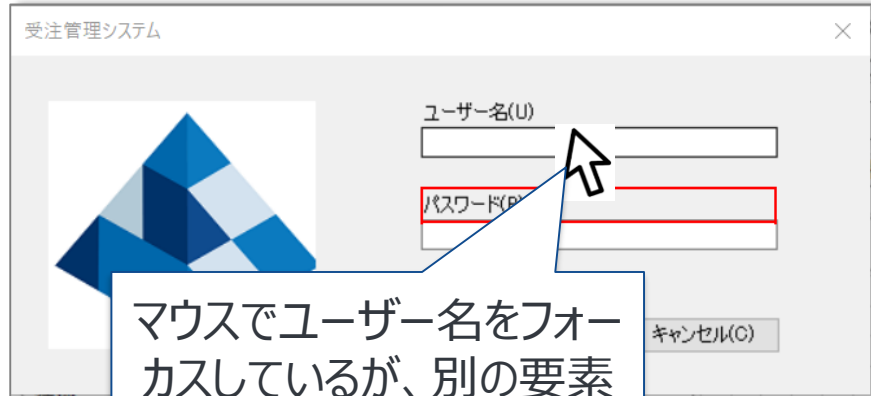 受注管理システム
ユーザー名(U)
パスワード(P)
マウスでユーザー名をフォー
カスしているが、別の要素
キャンセル(C)